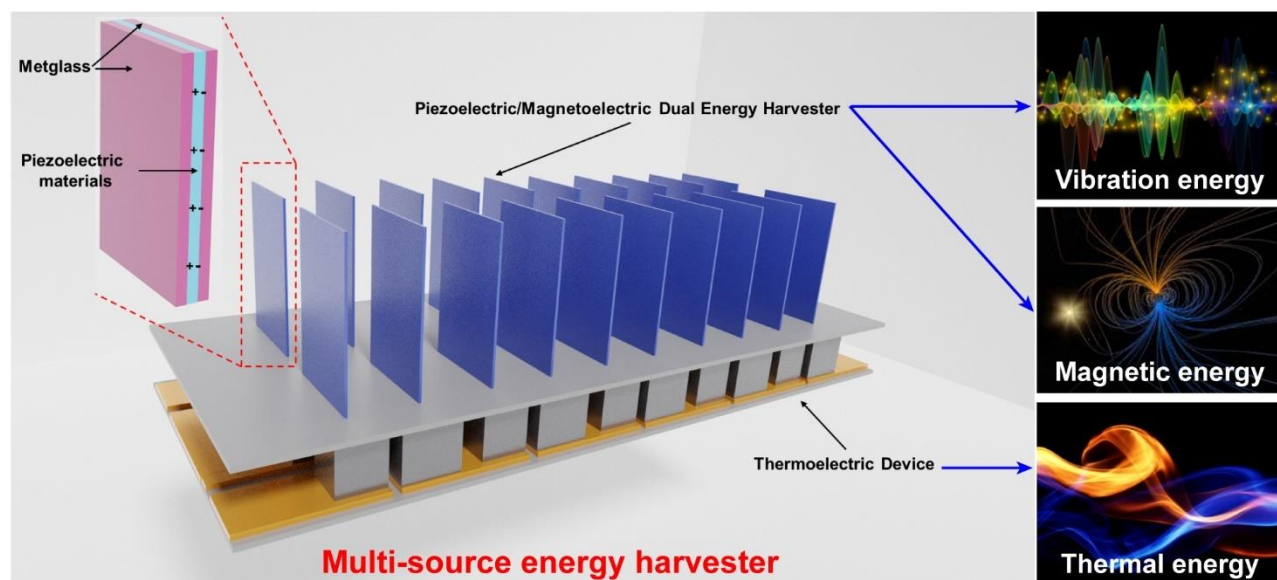 Metglass
Piezoelectric
materials
+-
+-
+-
+-
Piezoelectric/Magnetoelectric Dual Energy Harvester
Thermoelectric Device
Multi-source energy harvester
Vibration energy
Magnetic energy
Thermal energy